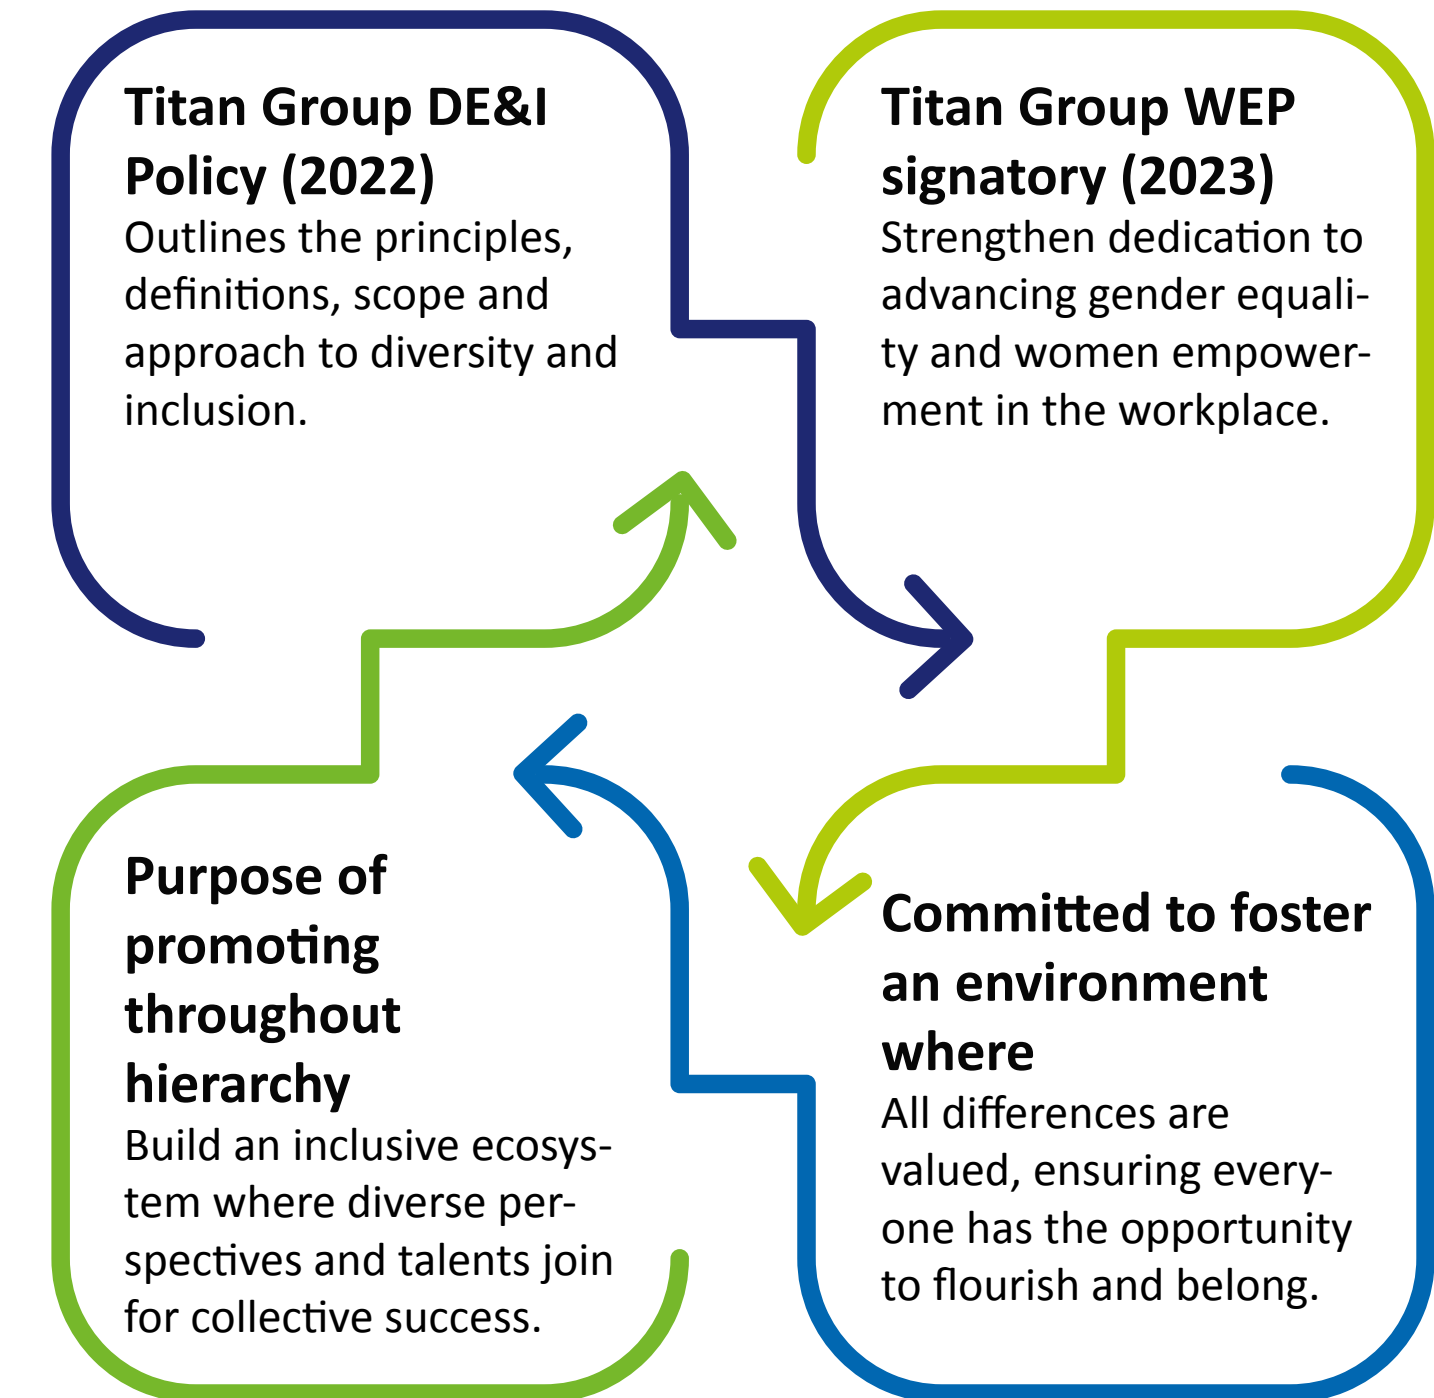 Titan Group DE&I
Policy (2022)
Outlines the principles,
definitions, scope and
approach to diversity and
inclusion.
Titan Group WEP
signatory (2023)
Strengthen dedication to
advancing gender equali-
ty and women empower-
ment in the workplace.
Purpose of
promoting
throughout
hierarchy
Build an inclusive ecosys-
tem where diverse per-
spectives and talents join
for collective success.
Committed to foster
an environment
where
All differences are
valued, ensuring every-
one has the opportunity
to flourish and belong.